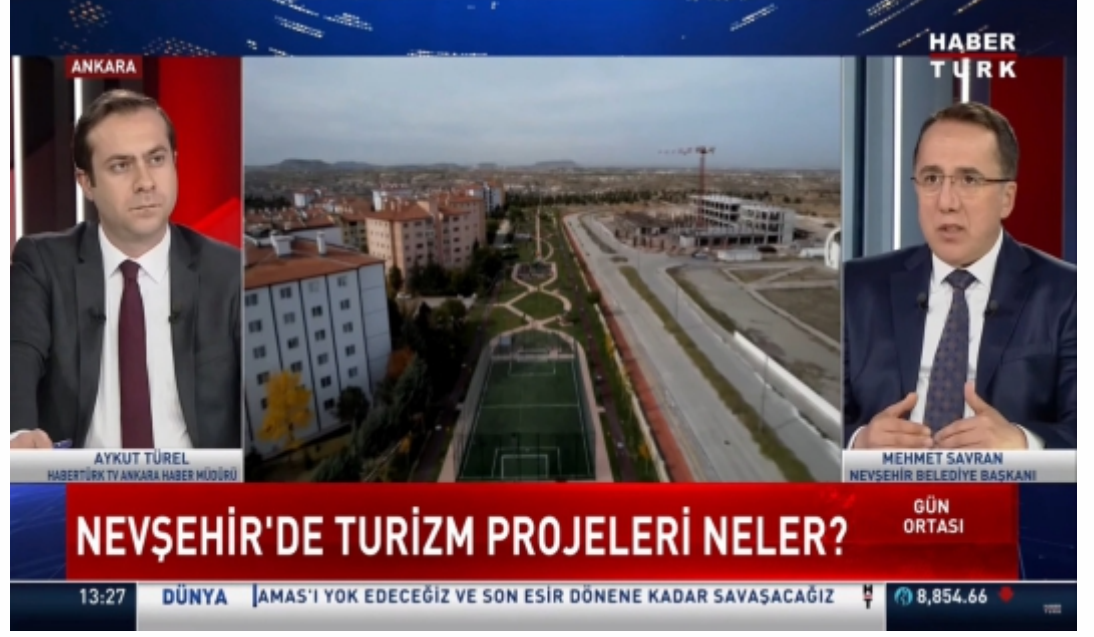 HABER
TÜRK
ANKARA
AYKUT TÜREL
HABERTÜRK TV ANKARA HABER MÜDÜRÜ
MEHMET SAVRAN
NEVŞEHİR BELEDİYE BAŞKANI
NEVŞEHİR'DE TURİZM PROJELERİ NELER?
GÜN
ORTASI
13:27 DÜNYA AMAS'I YOK EDECEĞİZ VE SON ESİR DÖNENE KADAR SAVAŞACAĞIZ 8,854.66